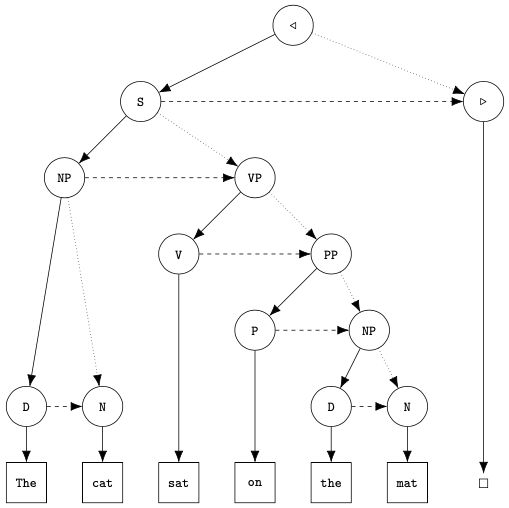 ◁
S ▷
NP VP
V PP
P NP
D N D N
The cat sat on the mat □